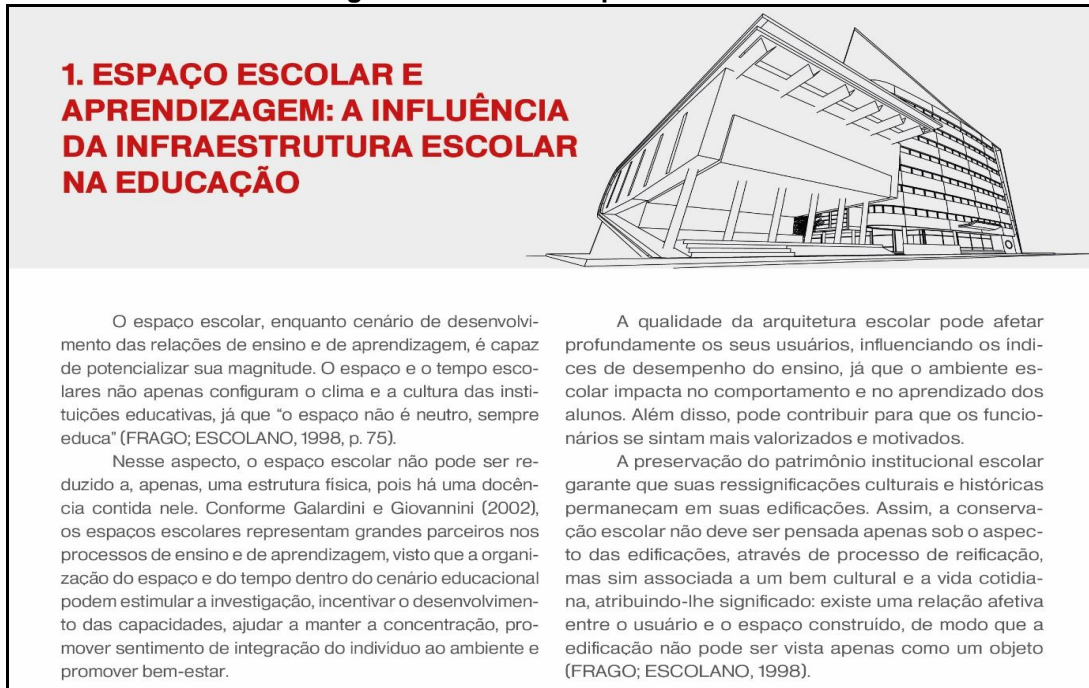 1. ESPAÇO ESCOLAR E
APRENDIZAGEM: A INFLUÊNCIA
DA INFRAESTRUTURA ESCOLAR
NA EDUCAÇÃO
O espaço escolar, enquanto cenário de desenvolvi-
mento das relações de ensino e de aprendizagem, é capaz
de potencializar sua magnitude. O espaço e o tempo esco-
lares não apenas configuram o clima e a cultura das insti-
tuições educativas, já que “o espaço não é neutro, sempre
educa” (FRAGO; ESCOLANO, 1998, p. 75).
Nesse aspecto, o espaço escolar não pode ser re-
duzido a, apenas, uma estrutura física, pois há uma docên-
cia contida nele. Conforme Galardini e Giovannini (2002),
os espaços escolares representam grandes parceiros nos
processos de ensino e de aprendizagem, visto que a organi-
zação do espaço e do tempo dentro do cenário educacional
podem estimular a investigação, incentivar o desenvolvimen-
to das capacidades, ajudar a manter a concentração, pro-
mover sentimento de integração do indivíduo ao ambiente e
promover bem-estar.
A qualidade da arquitetura escolar pode afetar
profundamente os seus usuários, influenciando os índi-
ces de desempenho do ensino, já que o ambiente es-
colar impacta no comportamento e no aprendizado dos
alunos. Além disso, pode contribuir para que os funcio-
nários se sintam mais valorizados e motivados.
A preservação do patrimônio institucional escolar
garante que suas ressignificações culturais e históricas
permaneçam em suas edificações. Assim, a conserva-
ção escolar não deve ser pensada apenas sob o aspec-
to das edificações, através de processo de reificação,
mas sim associada a um bem cultural e a vida cotidia-
na, atribuindo-lhe significado: existe uma relação afetiva
entre o usuário e o espaço construído, de modo que a
edificação não pode ser vista apenas como um objeto
(FRAGO; ESCOLANO, 1998).